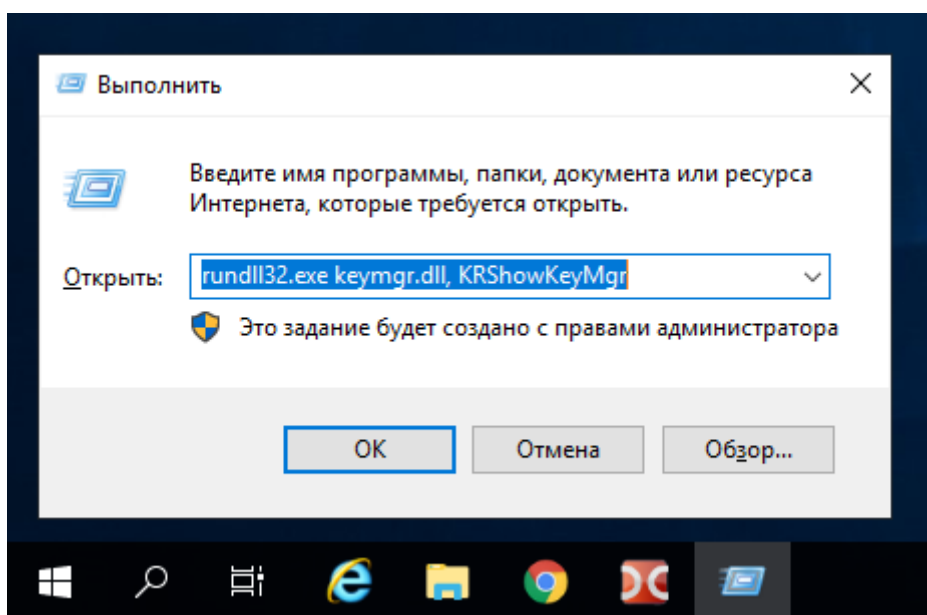 Выполнить
Введите имя программы, папки, документа или ресурса
Интернета, которые требуется открыть.
Открыть: rundll32.exe keymgr.dll, KRShowKeyMgr
Это задание будет создано с правами администратора
OK Отмена Обзор...